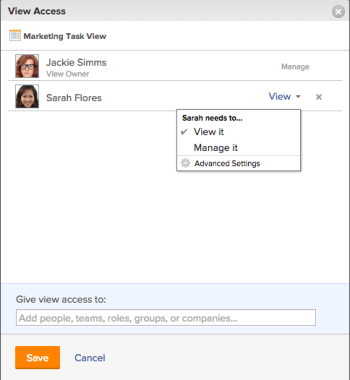 View Access
Marketing Task View
Jackie Simms
View Owner
Manage
Sarah Flores
View
Sarah needs to...
View it
Manage it
Advanced Settings
Give view access to:
Add people, teams, roles, groups, or companies...
Save
Cancel